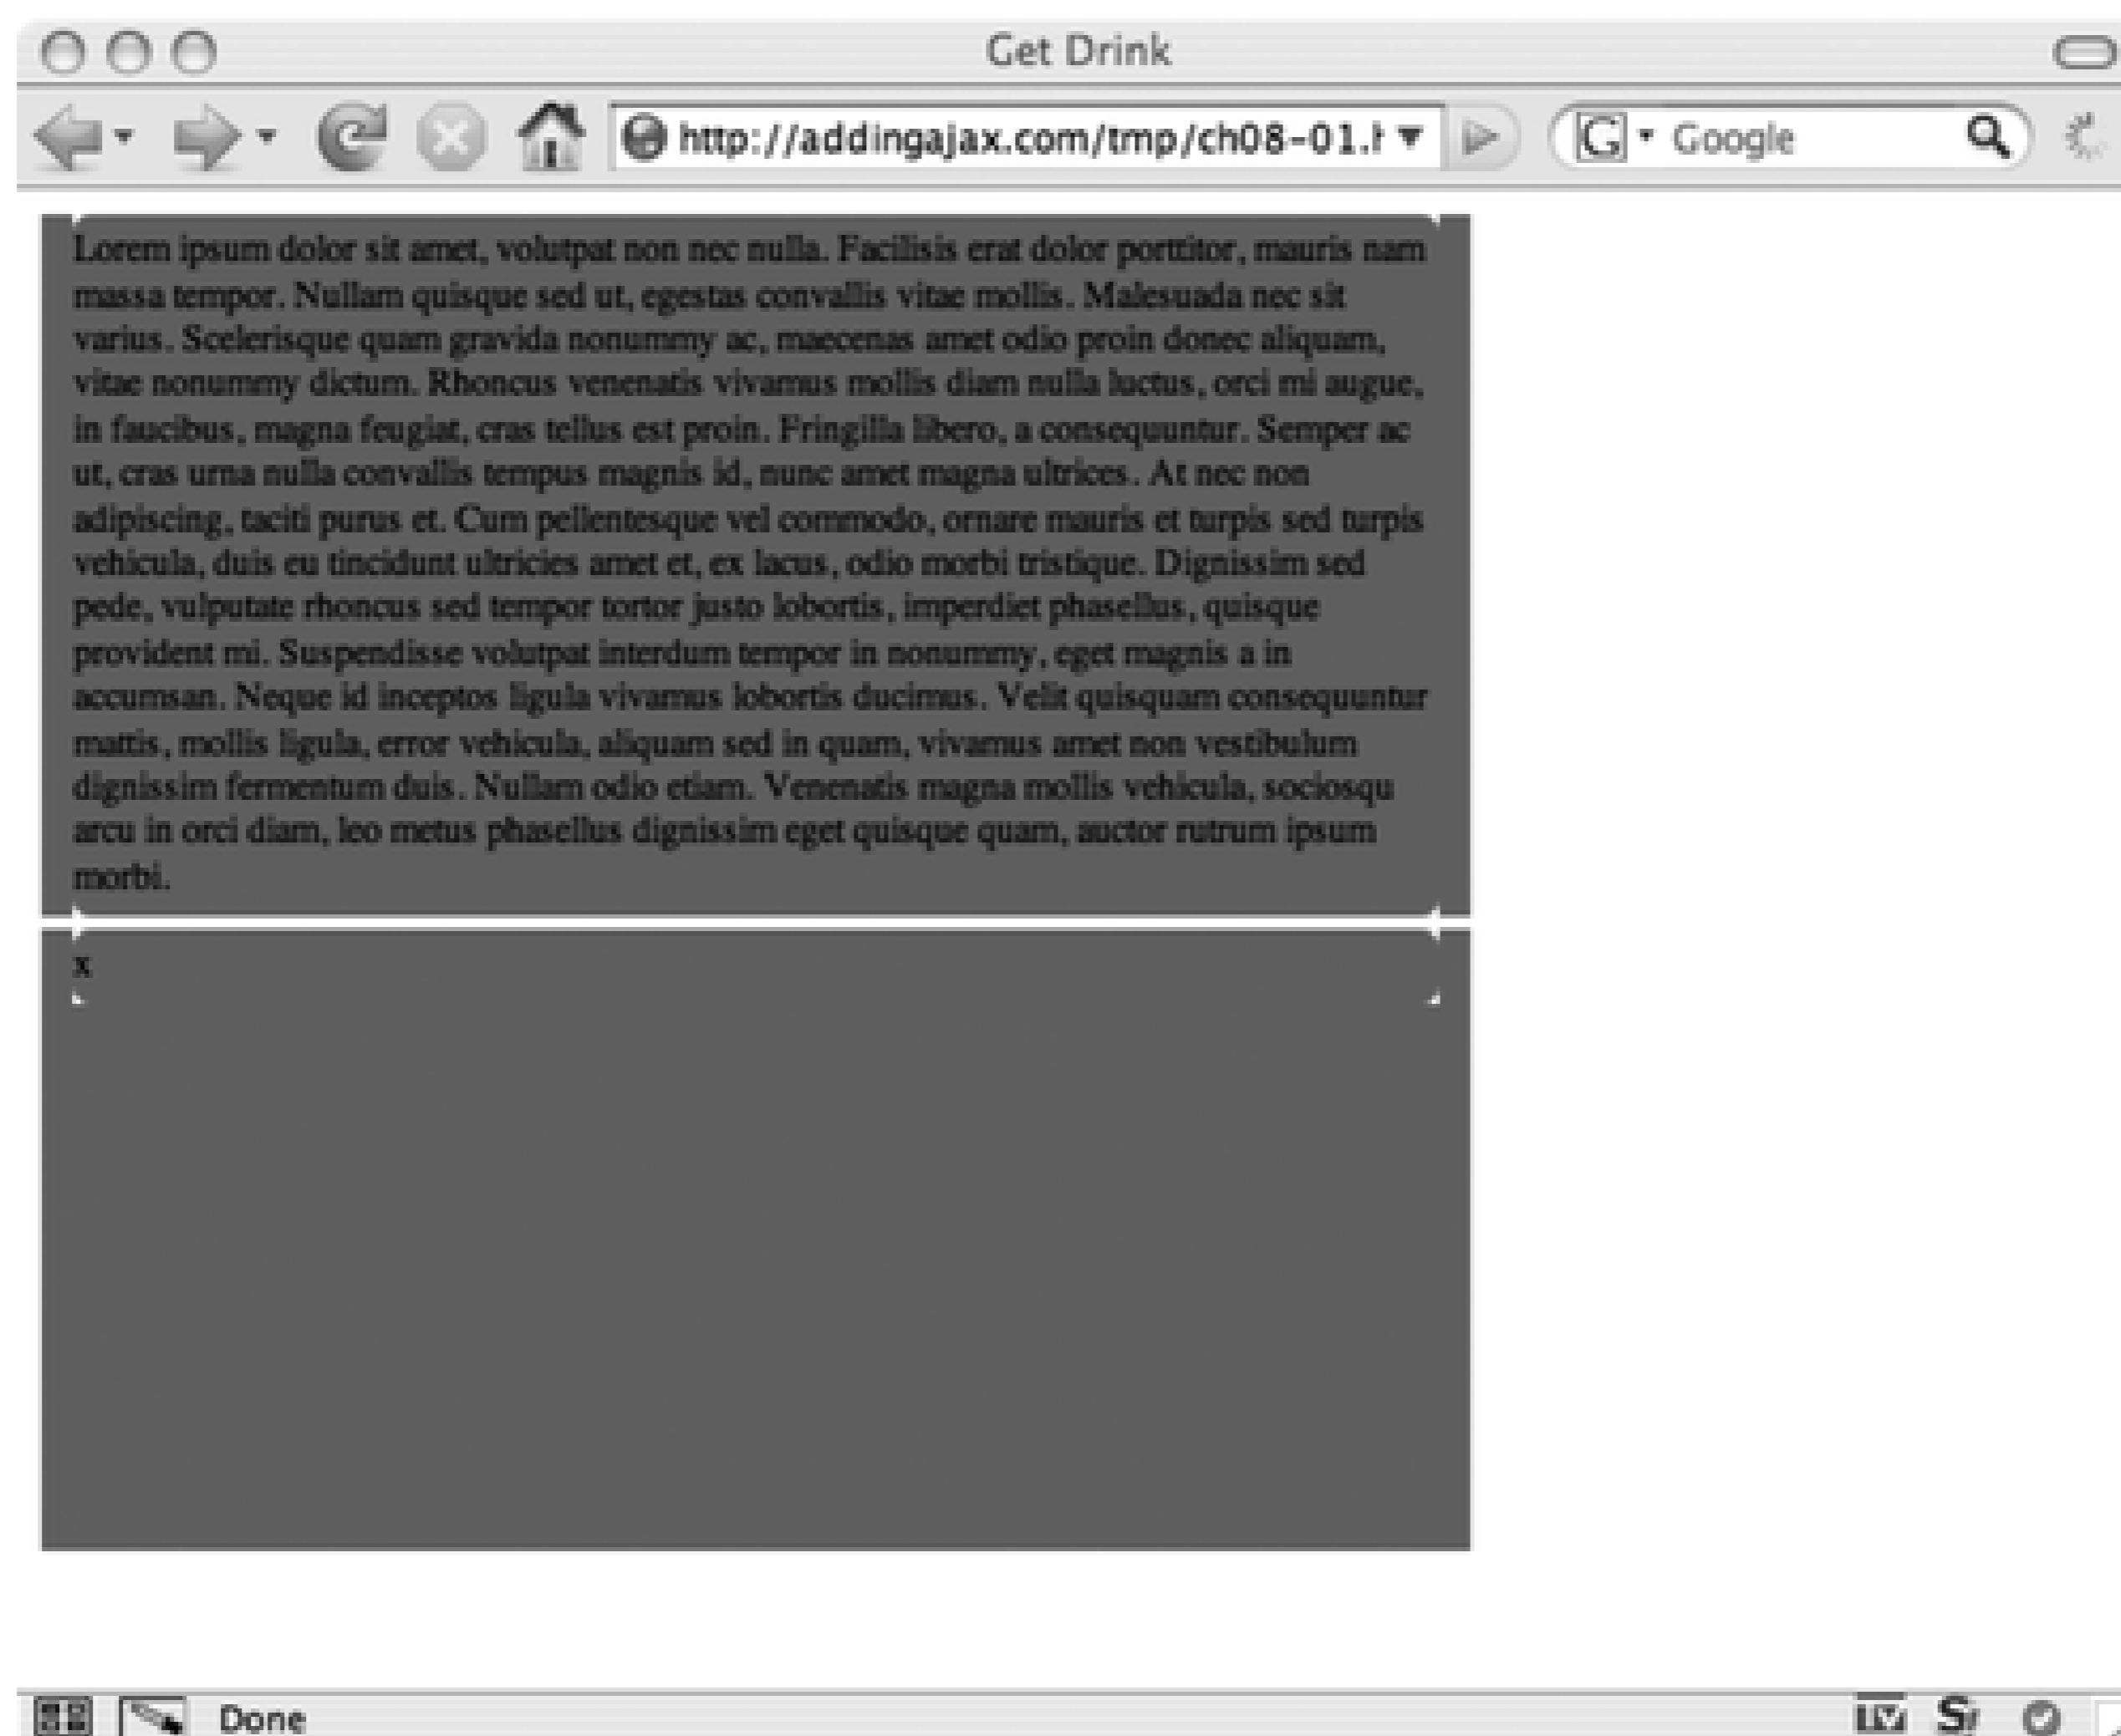 Get Drink
http://addingajax.com/tmp/ch08-01.h
G Google
Lorem ipsum dolor sit amet, volutpat non nec nulla. Facilisis erat dolor porttitor, mauris nam
massa tempor. Nullam quisque sed ut, egestas convallis vitae mollis. Malesuada nec sit
varius. Scelerisque quam gravida nonummy ac, maecenas amet odio proin donec aliquam,
vitae nonummy dictum. Rhoncus venenatis vivamus mollis diam nulla luctus, orci mi augue,
in faucibus, magna feugiat, cras tellus est proin. Fringilla libero, a consequuntur. Semper ac
ut, cras urna nulla convallis tempus magnis id, nunc amet magna ultrices. At nec non
adipiscing, taciti purus et. Cum pellentesque vel commodo, ornare mauris et turpis sed turpis
vehicula, duis eu tincidunt ultricies amet et, ex lacus, odio morbi tristique. Dignissim sed
pede, vulputate rhoncus sed tempor tortor justo lobortis, imperdiet phasellus, quisque
provident mi. Suspendisse volutpat interdum tempor in nonummy, eget magnis a in
accumsan. Neque id inceptos ligula vivamus lobortis ducimus. Velit quisquam consequuntur
mattis, mollis ligula, error vehicula, aliquam sed in quam, vivamus amet non vestibulum
dignissim fermentum duis. Nullam odio etiam. Venenatis magna mollis vehicula, sociosqu
arcu in orci diam, leo metus phasellus dignissim eget quisque quam, auctor rutrum ipsum
morbi.
x
Done